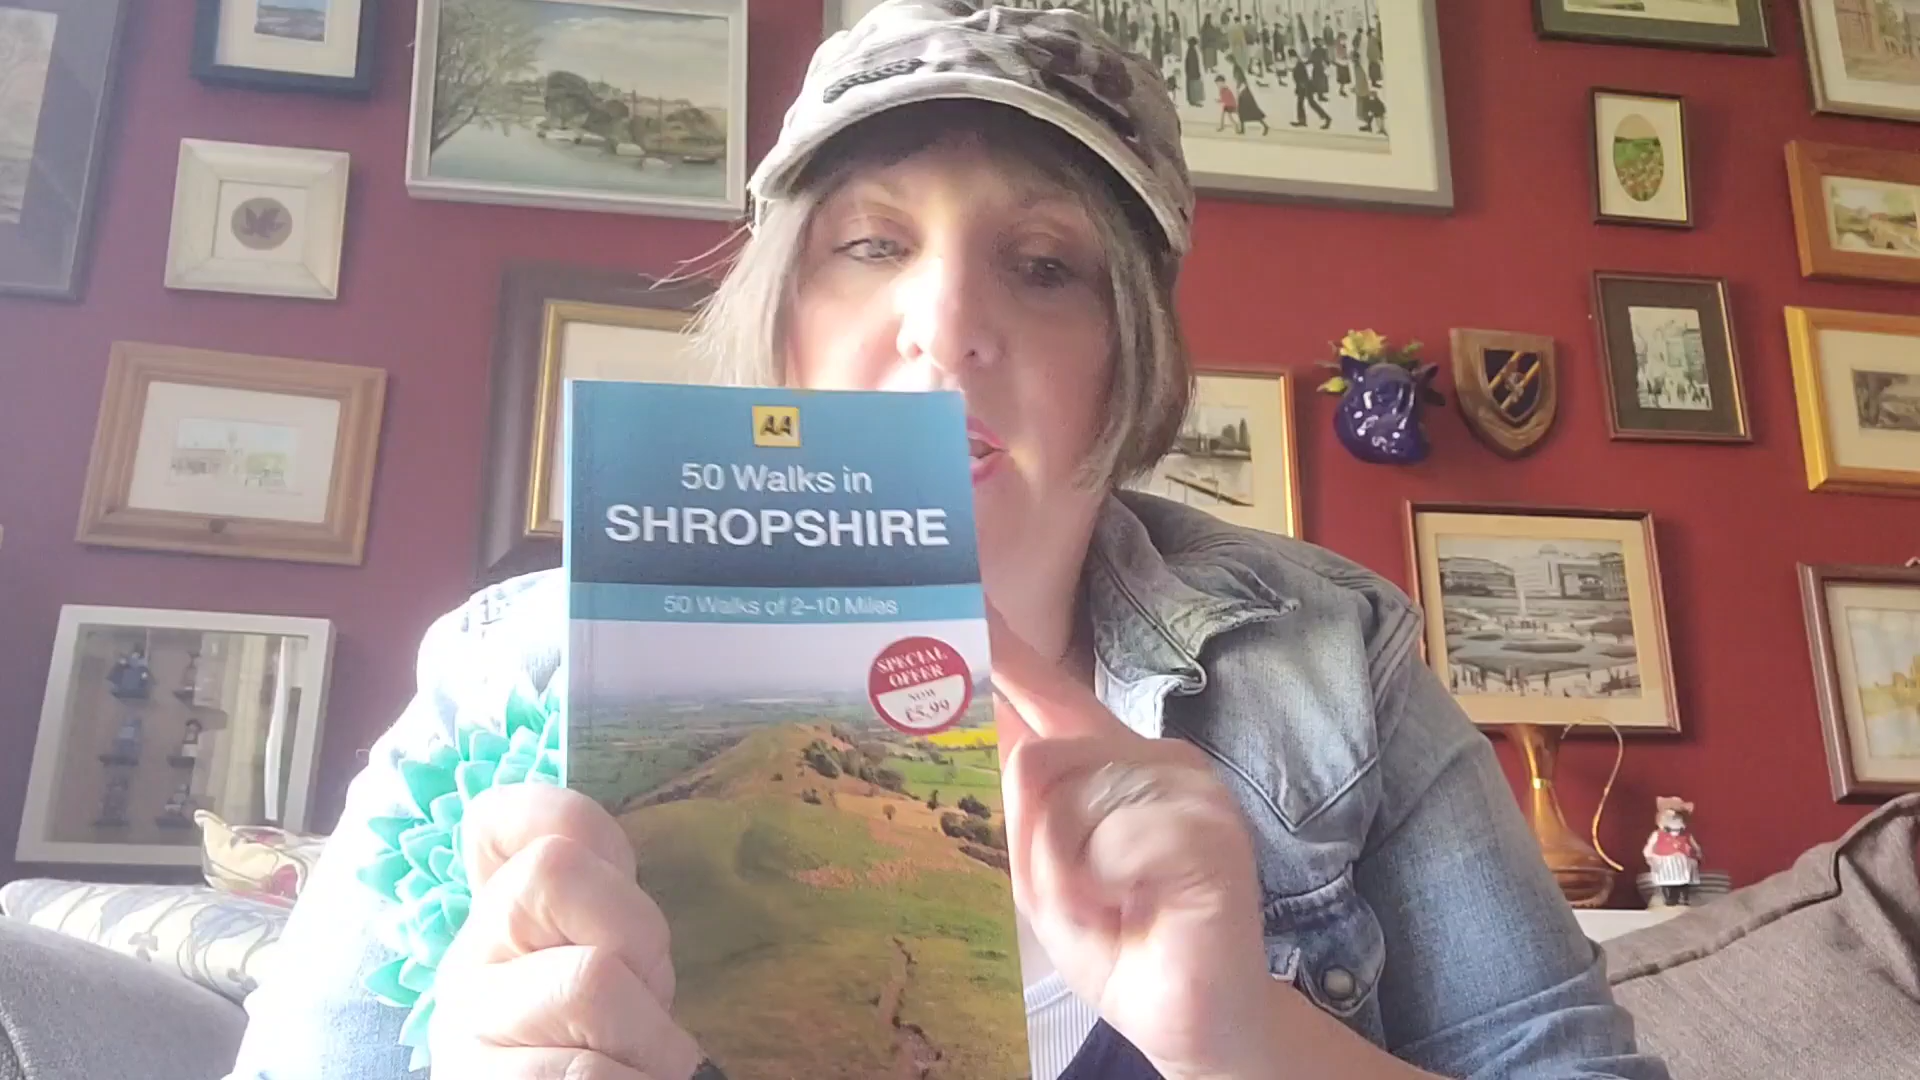 AA
50 Walks in
SHROPSHIRE
50 Walks of 2–10 Miles
SPECIAL
OFFER
NOW
£5.99